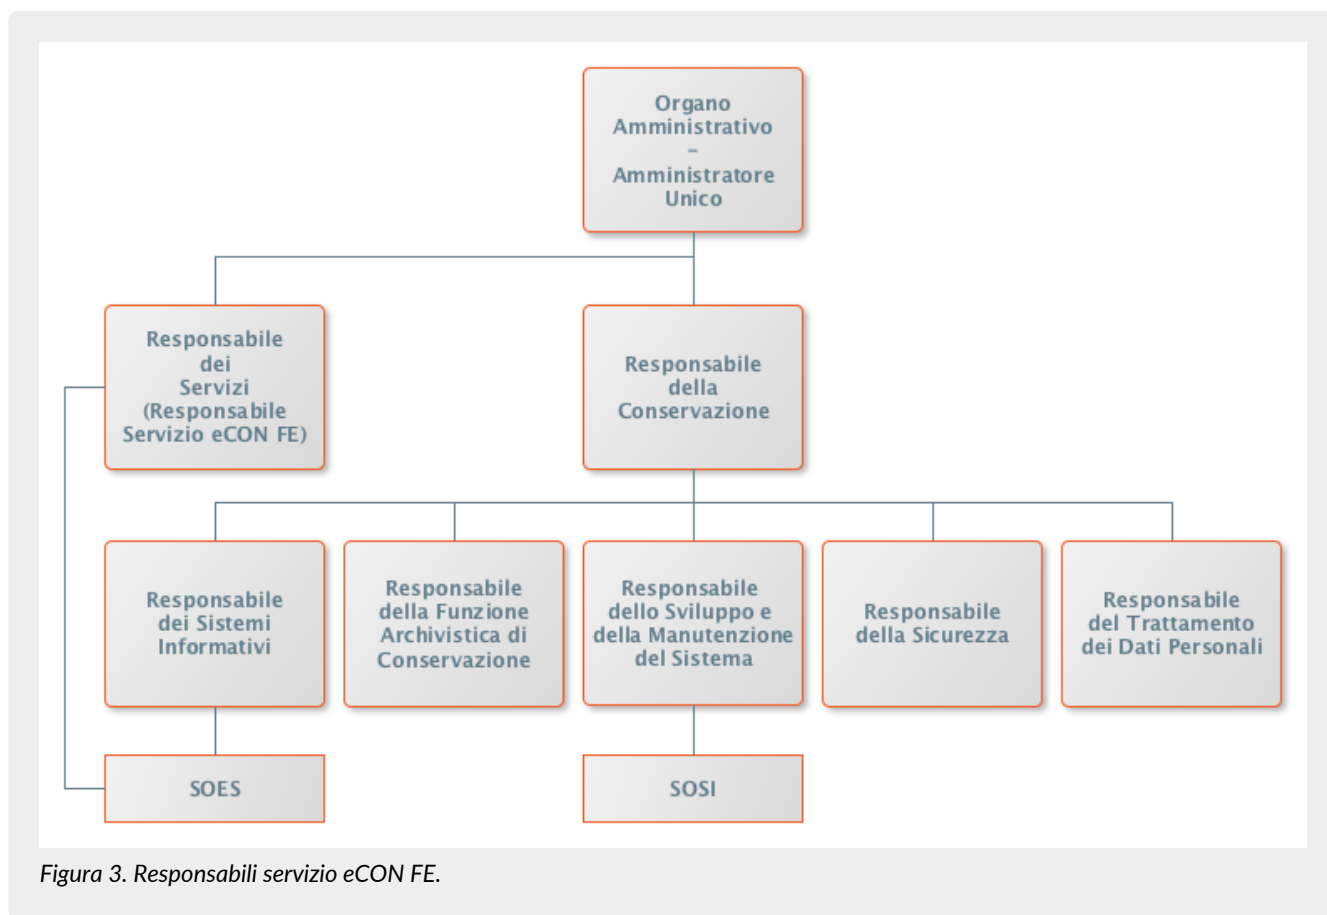 Organo
Amministrativo
–
Amministratore
Unico
Responsabile
dei
Servizi
(Responsabile
Servizio eCON FE)
Responsabile
della
Conservazione
Responsabile
dei Sistemi
Informativi
Responsabile
della Funzione
Archivistica di
Conservazione
Responsabile
dello Sviluppo e
della Manutenzione
del Sistema
Responsabile
della Sicurezza
Responsabile
del Trattamento
dei Dati Personali
SOES
SOSI
Figura 3. Responsabili servizio eCON FE.